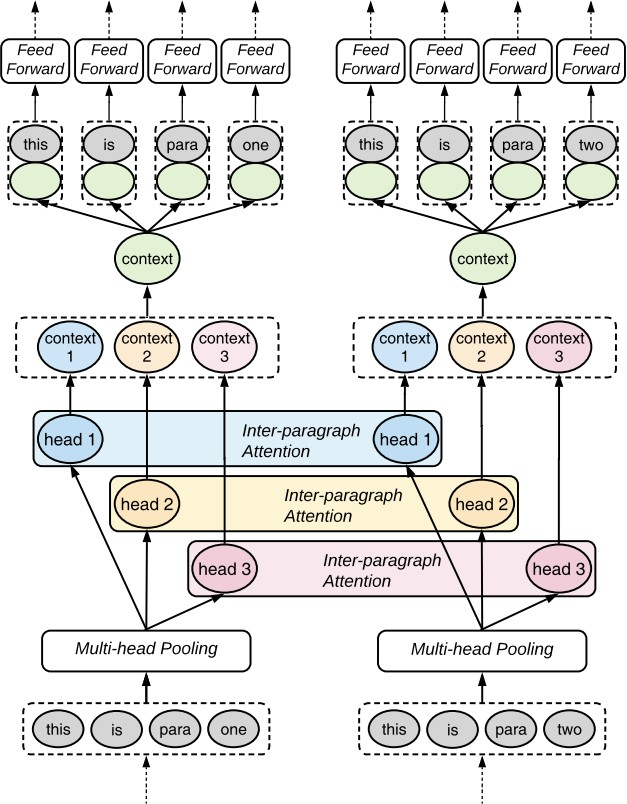 Feed Forward Feed Forward Feed Forward Feed Forward Feed Forward Feed Forward Feed Forward Feed Forward
this is para one this is para two
context context
context 1 context 2 context 3 context 1 context 2 context 3
head 1 Inter-paragraph Attention head 1
head 2 Inter-paragraph Attention head 2
head 3 Inter-paragraph Attention head 3
Multi-head Pooling Multi-head Pooling
this is para one this is para two